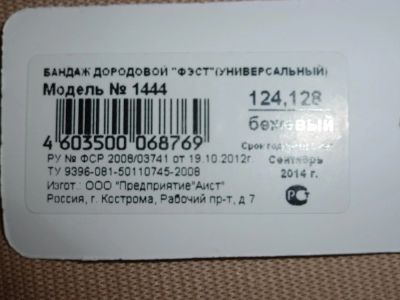 БАНДАЖ ДОРОДОВОЙ "ФЭСТ"(УНИВЕРСАЛЬНЫЙ)
Модель № 1444
124,128
бежевый
4 603500 068769
Срок год
РУ № ФСР 2008/03741 от 19.10.2012г.
Сентябрь
ТУ 9396-081-50110745-2008
2014 г.
Изгот.: ООО "Предприятие"Аист"
Россия, г. Кострома, Рабочий пр-т, д 7